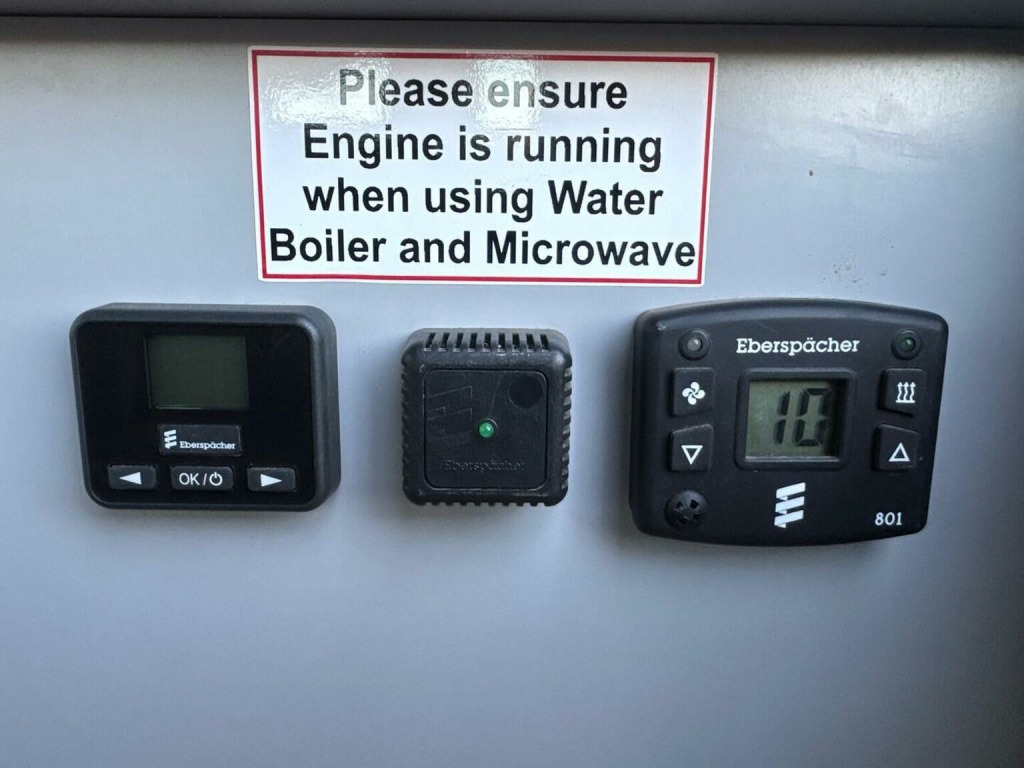 Please ensure
Engine is running
when using Water
Boiler and Microwave
Eberspächer
OK/⏻
Eberspächer
Eberspächer
10
801